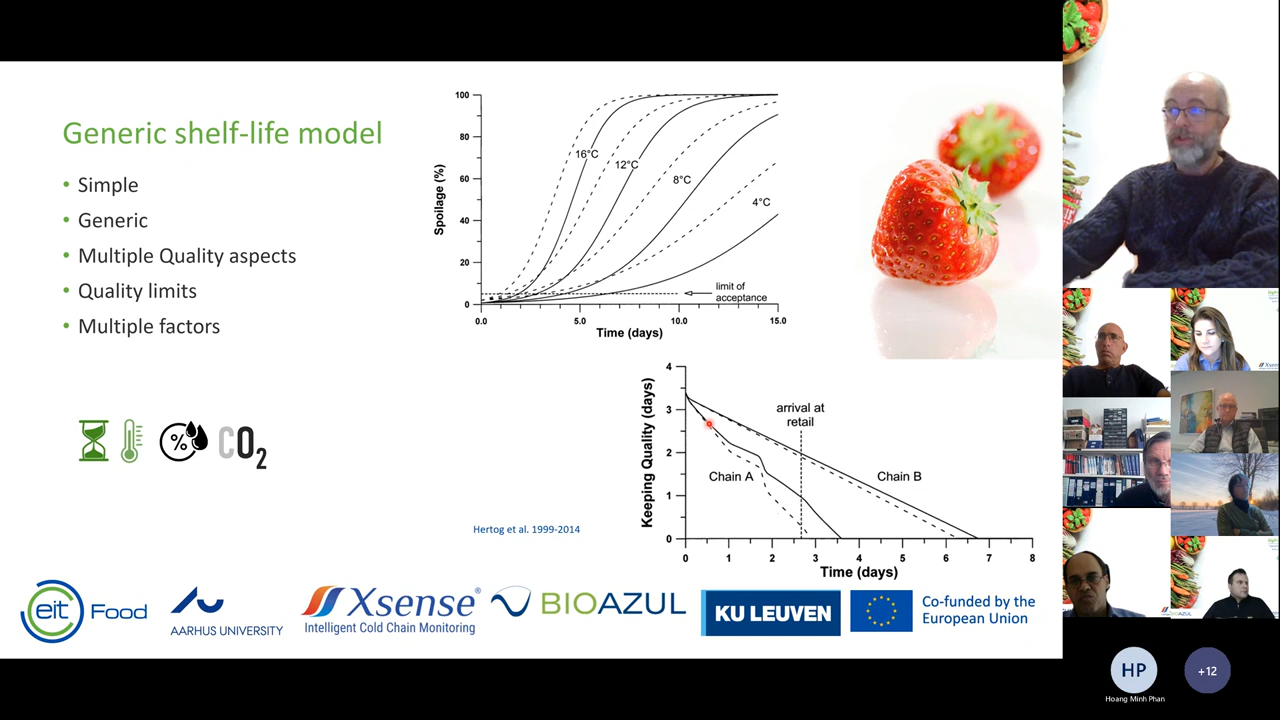 Generic shelf-life model
• Simple
• Generic
• Multiple Quality aspects
• Quality limits
• Multiple factors
%
CO2
Spoilage (%)
100
80
60
40
20
0
16°C
12°C
8°C
4°C
limit of
acceptance
0.0
5.0
10.0
15.0
Time (days)
Keeping Quality (days)
4
3
2
1
0
arrival at
retail
Chain A
Chain B
0
1
2
3
4
5
6
7
8
Time (days)
Hertog et al. 1999-2014
eit Food
AARHUS UNIVERSITY
Xsense®
Intelligent Cold Chain Monitoring
BIOAZUL
KU LEUVEN
Co-funded by the
European Union
HP
Hoang Minh Phan
+12